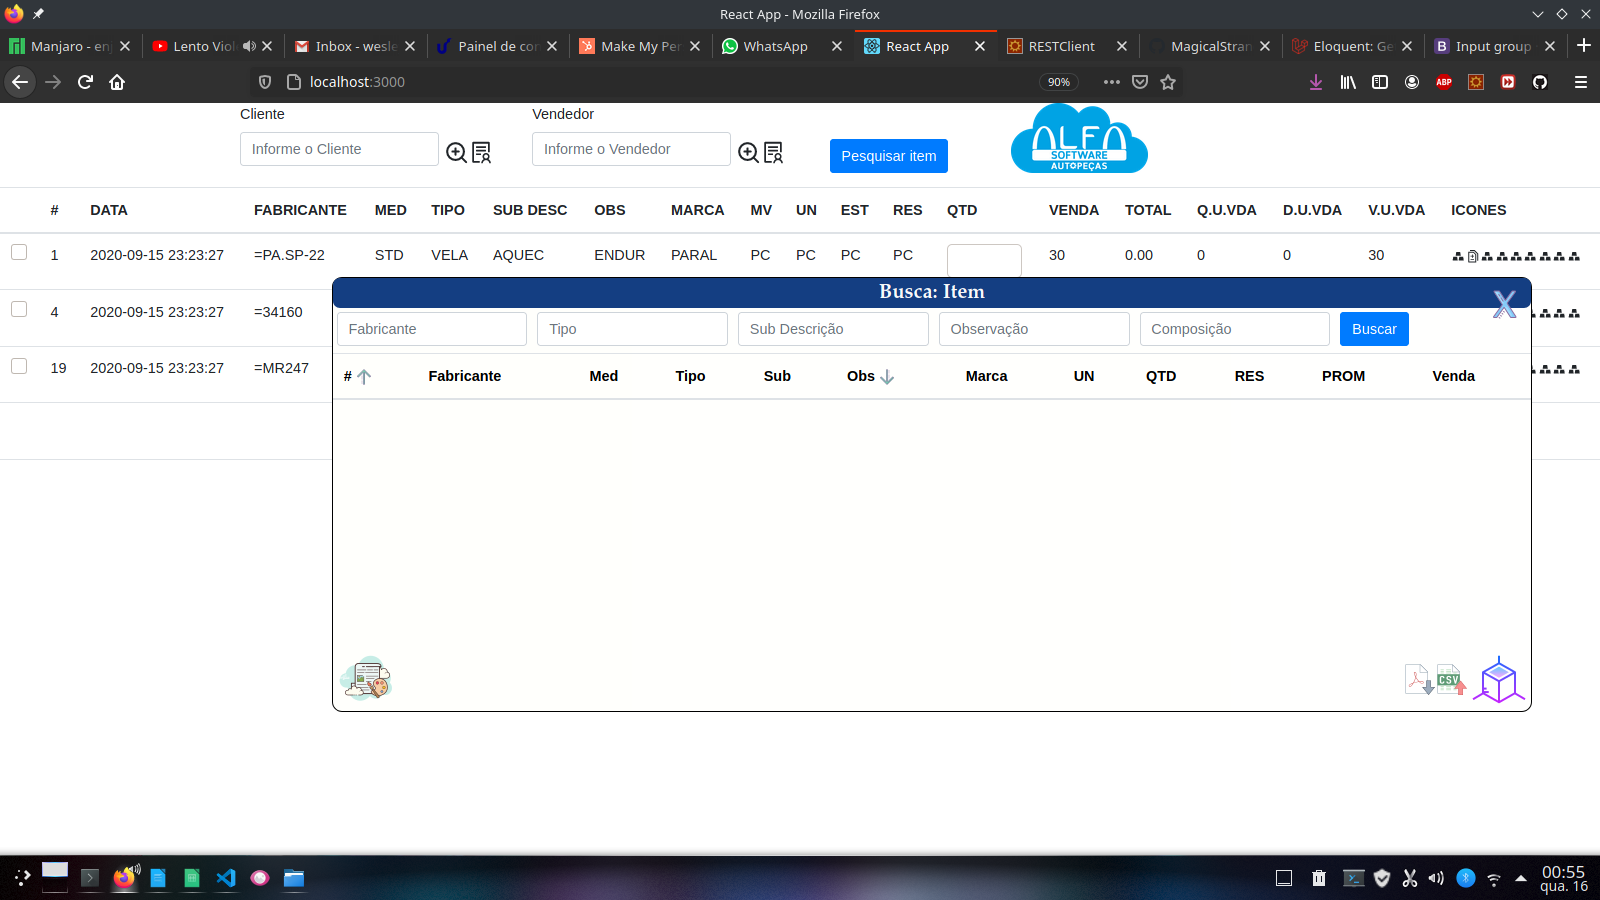 React App - Mozilla Firefox
Manjaro - en
Lento Viol
Inbox - wesle
Painel de con
Make My Per
WhatsApp
React App
RESTClient
MagicalStran
Eloquent: Ge
Input group
localhost:3000
90%
ABP
Cliente
Vendedor
Informe o Cliente
Informe o Vendedor
Pesquisar item
ALFA
SOFTWARE
AUTOPEÇAS
# DATA FABRICANTE MED TIPO SUB DESC OBS MARCA MV UN EST RES QTD VENDA TOTAL Q.U.VDA D.U.VDA V.U.VDA ICONES
1 2020-09-15 23:23:27 =PA.SP-22 STD VELA AQUEC ENDUR PARAL PC PC PC PC 30 0.00 0 0 30
4 2020-09-15 23:23:27 =34160
19 2020-09-15 23:23:27 =MR247
Busca: Item
X
Fabricante Tipo Sub Descrição Observação Composição Buscar
# Fabricante Med Tipo Sub Obs Marca UN QTD RES PROM Venda
CSV
00:55
qua. 16